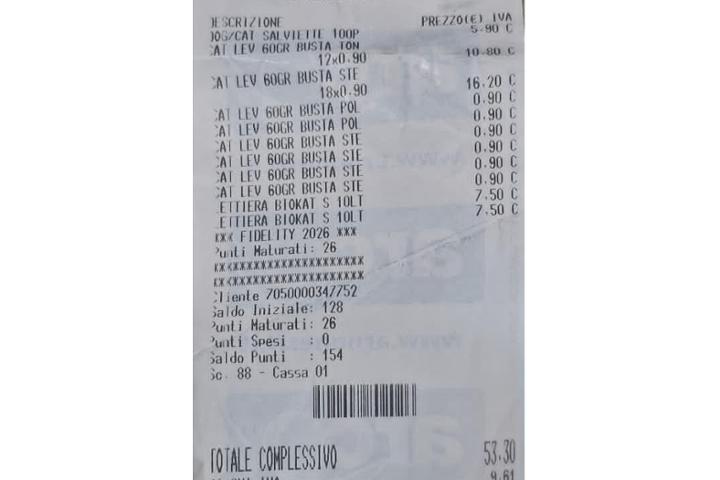 DESCRIZIONE PREZZO(€) IVA
DOG/CAT SALVIETTE 100P 5.90 C
CAT LEV 60GR BUSTA TON 10.80 C
12x0.90
CAT LEV 60GR BUSTA STE 16.20 C
18x0.90
CAT LEV 60GR BUSTA POL 0.90 C
CAT LEV 60GR BUSTA POL 0.90 C
CAT LEV 60GR BUSTA STE 0.90 C
CAT LEV 60GR BUSTA STE 0.90 C
CAT LEV 60GR BUSTA STE 0.90 C
CAT LEV 60GR BUSTA STE 0.90 C
LETTIERA BIOKAT S 10LT 7.50 C
LETTIERA BIOKAT S 10LT 7.50 C
*** FIDELITY 2026 ***
Punti Maturati: 26
Cliente 7050000347752
Saldo Iniziale: 128
Punti Maturati: 26
Punti Spesi : 0
Saldo Punti : 154
Sc. 88 - Cassa 01
TOTALE COMPLESSIVO 53.30
9.61